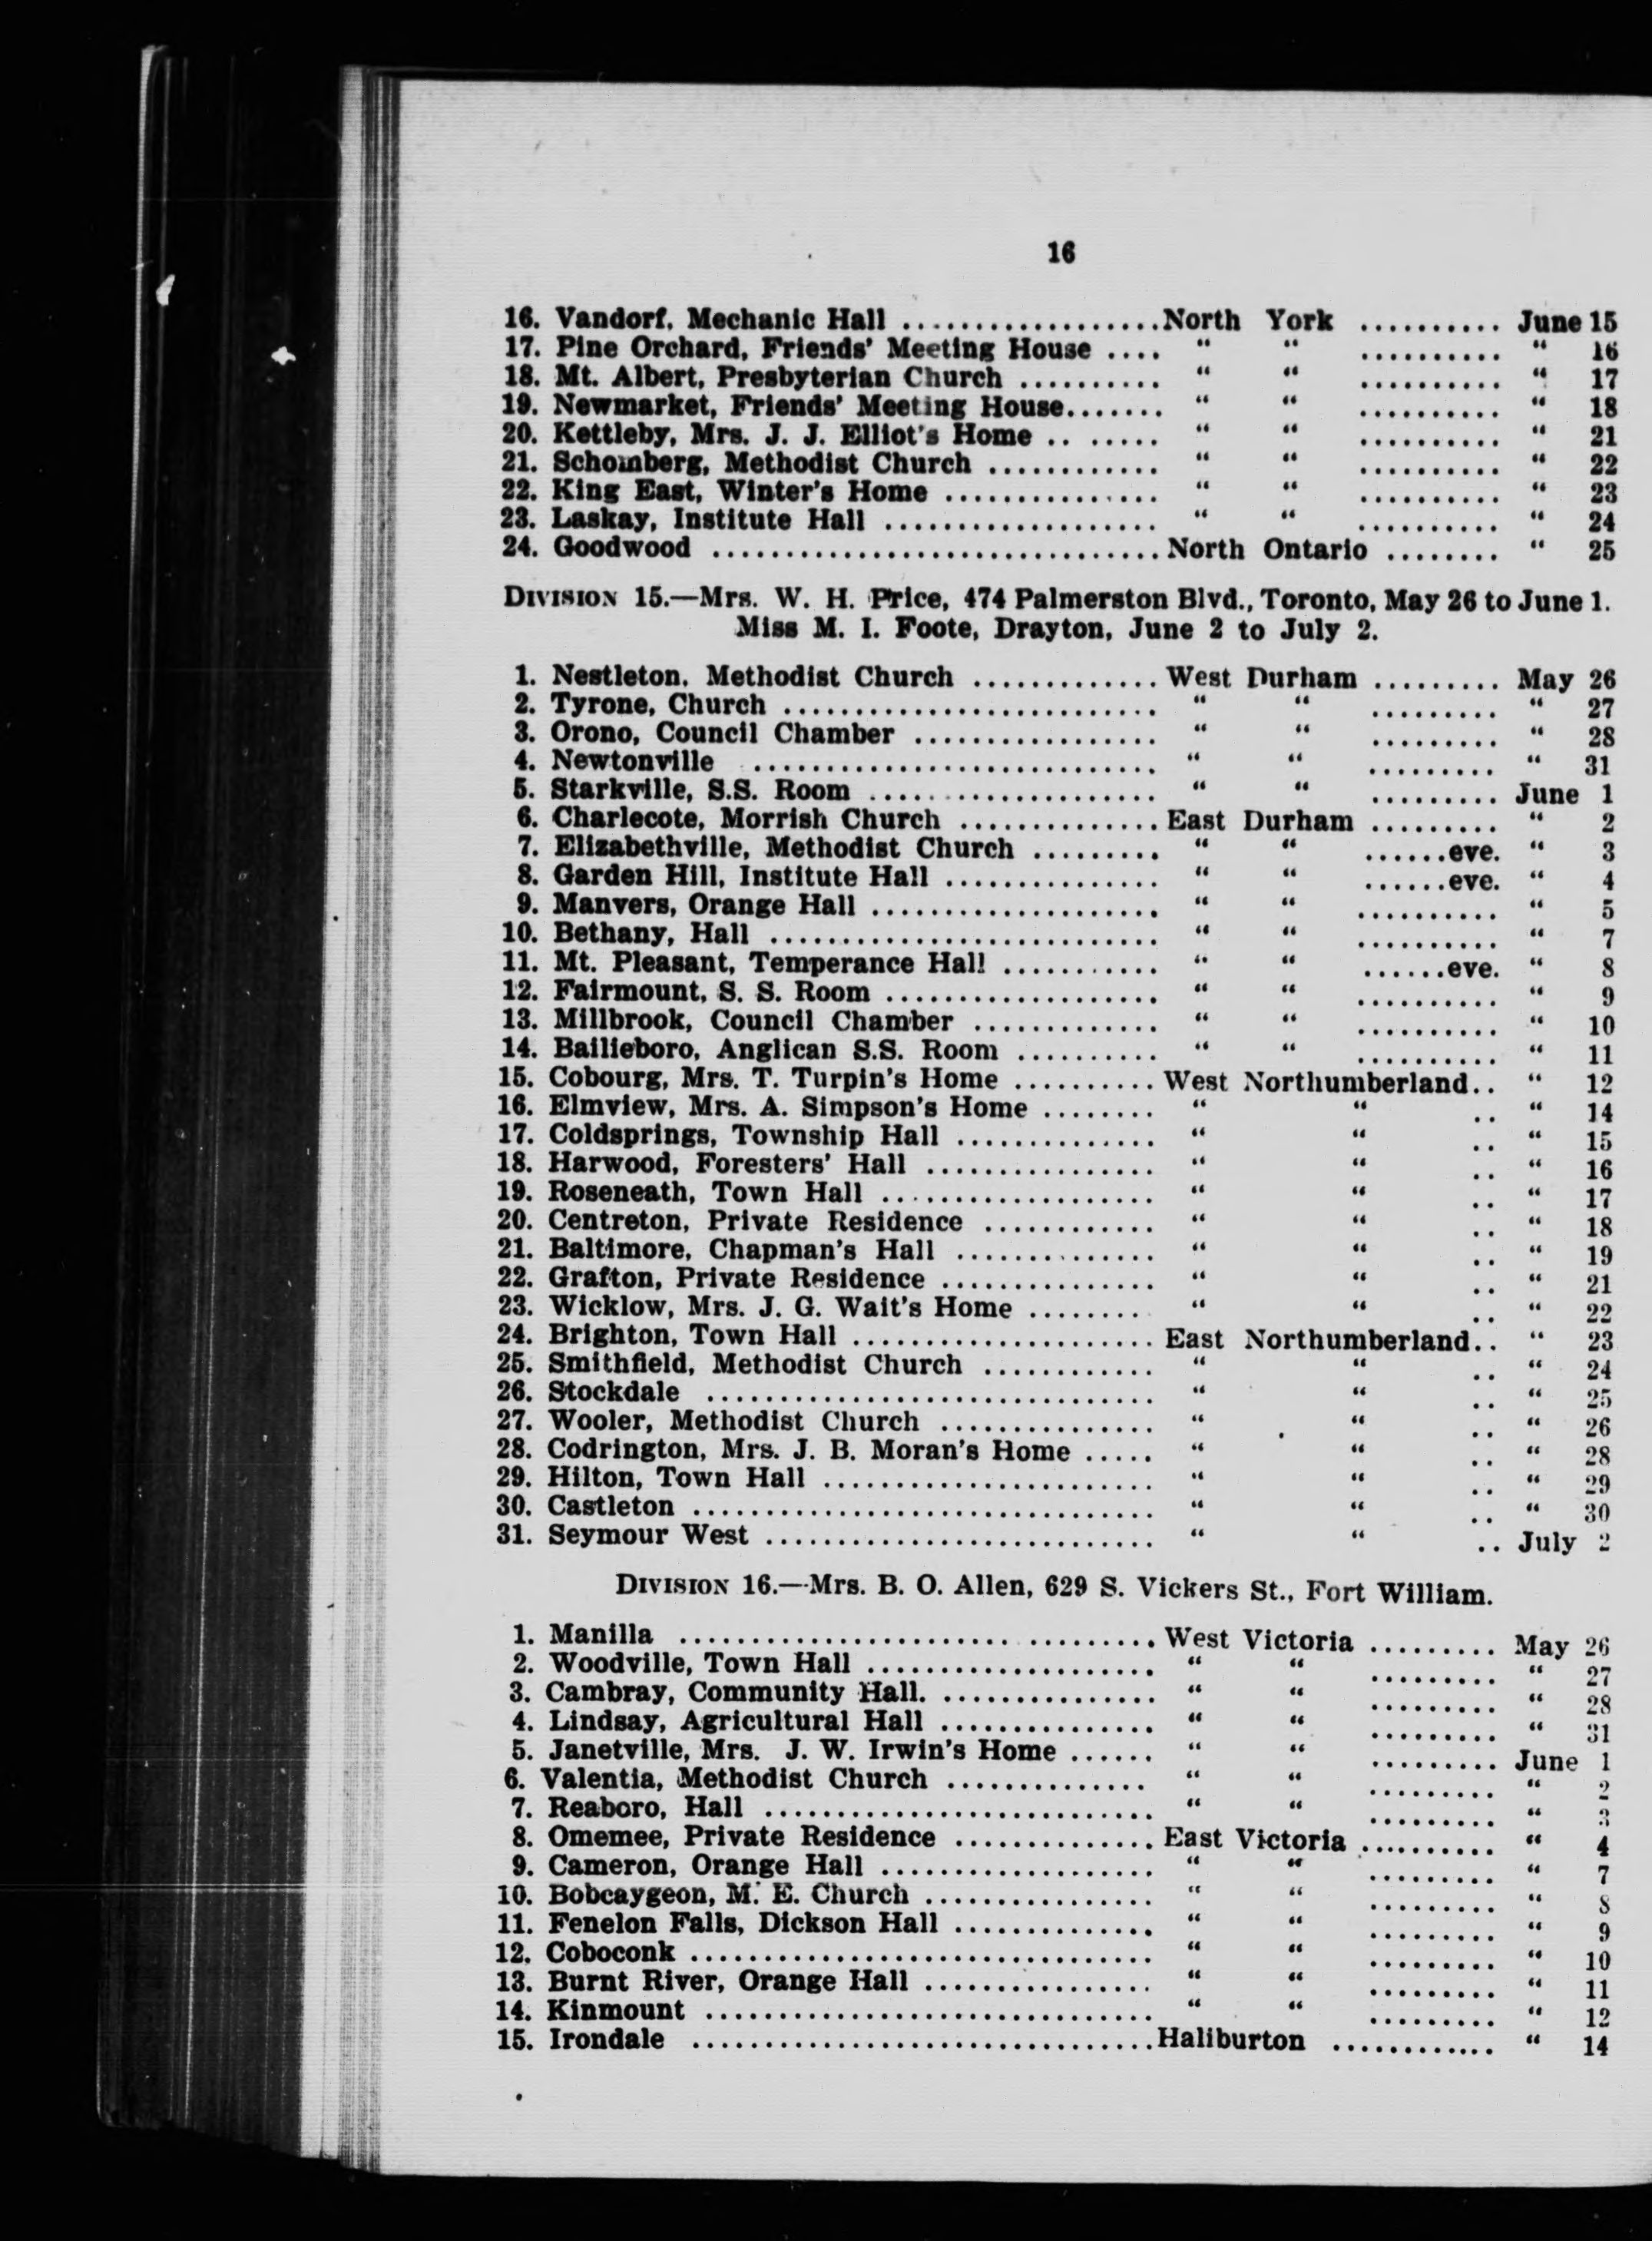 16
16. Vandorf, Mechanic Hall ..................North York .......... June 15
17. Pine Orchard, Friends' Meeting House .... " " .......... " 16
18. Mt. Albert, Presbyterian Church .......... " " .......... " 17
19. Newmarket, Friends' Meeting House....... " " .......... " 18
20. Kettleby, Mrs. J. J. Elliot's Home .. ...... " " .......... " 21
21. Schomberg, Methodist Church ............ " " .......... " 22
22. King East, Winter's Home ............... " " .......... " 23
23. Laskay, Institute Hall ................... " " .......... " 24
24. Goodwood ...............................North Ontario ........ " 25
DIVISION 15.—Mrs. W. H. Price, 474 Palmerston Blvd., Toronto, May 26 to June 1.
Miss M. I. Foote, Drayton, June 2 to July 2.
1. Nestleton, Methodist Church ............. West Durham ......... May 26
2. Tyrone, Church .......................... " " ......... " 27
3. Orono, Council Chamber ................. " " ......... " 28
4. Newtonville ............................ " " ......... " 31
5. Starkville, S.S. Room .................... " " ......... June 1
6. Charlecote, Morrish Church .............. East Durham ......... " 2
7. Elizabethville, Methodist Church ......... " " ......eve. " 3
8. Garden Hill, Institute Hall ............... " " ......eve. " 4
9. Manvers, Orange Hall .................... " " .......... " 5
10. Bethany, Hall ........................... " " .......... " 7
11. Mt. Pleasant, Temperance Hall ........... " " ......eve. " 8
12. Fairmount, S. S. Room ................... " " .......... " 9
13. Millbrook, Council Chamber ............. " " .......... " 10
14. Bailieboro, Anglican S.S. Room .......... " " .......... " 11
15. Cobourg, Mrs. T. Turpin's Home .......... West Northumberland.. " 12
16. Elmview, Mrs. A. Simpson's Home ........ " " .. " 14
17. Coldsprings, Township Hall .............. " " .. " 15
18. Harwood, Foresters' Hall ................ " " .. " 16
19. Roseneath, Town Hall ................... " " .. " 17
20. Centreton, Private Residence ............ " " .. " 18
21. Baltimore, Chapman's Hall .............. " " .. " 19
22. Grafton, Private Residence ............... " " .. " 21
23. Wicklow, Mrs. J. G. Wait's Home ........ " " .. " 22
24. Brighton, Town Hall ..................... East Northumberland.. " 23
25. Smithfield, Methodist Church ............ " " .. " 24
26. Stockdale ............................... " " .. " 25
27. Wooler, Methodist Church ............... " " .. " 26
28. Codrington, Mrs. J. B. Moran's Home ..... " " .. " 28
29. Hilton, Town Hall ....................... " " .. " 29
30. Castleton ................................ " " .. " 30
31. Seymour West ........................... " " .. July 2
DIVISION 16.—Mrs. B. O. Allen, 629 S. Vickers St., Fort William.
1. Manilla ................................. West Victoria ......... May 26
2. Woodville, Town Hall .................... " " ......... " 27
3. Cambray, Community Hall. ............... " " ......... " 28
4. Lindsay, Agricultural Hall ............... " " ......... " 31
5. Janetville, Mrs. J. W. Irwin's Home ...... " " ......... June 1
6. Valentia, Methodist Church .............. " " ......... " 2
7. Reaboro, Hall ........................... " " ......... " 3
8. Omemee, Private Residence .............. East Victoria .......... " 4
9. Cameron, Orange Hall ................... " " ......... " 7
10. Bobcaygeon, M. E. Church ................ " " ......... " 8
11. Fenelon Falls, Dickson Hall .............. " " ......... " 9
12. Coboconk ................................ " " ......... " 10
13. Burnt River, Orange Hall ................ " " ......... " 11
14. Kinmount ............................... " " ......... " 12
15. Irondale ................................Haliburton ............ " 14